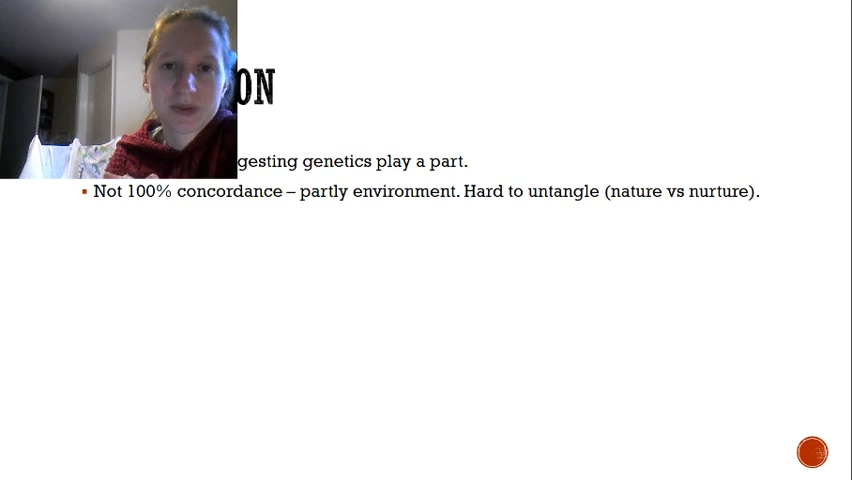 ON
gesting genetics play a part.
Not 100% concordance – partly environment. Hard to untangle (nature vs nurture).